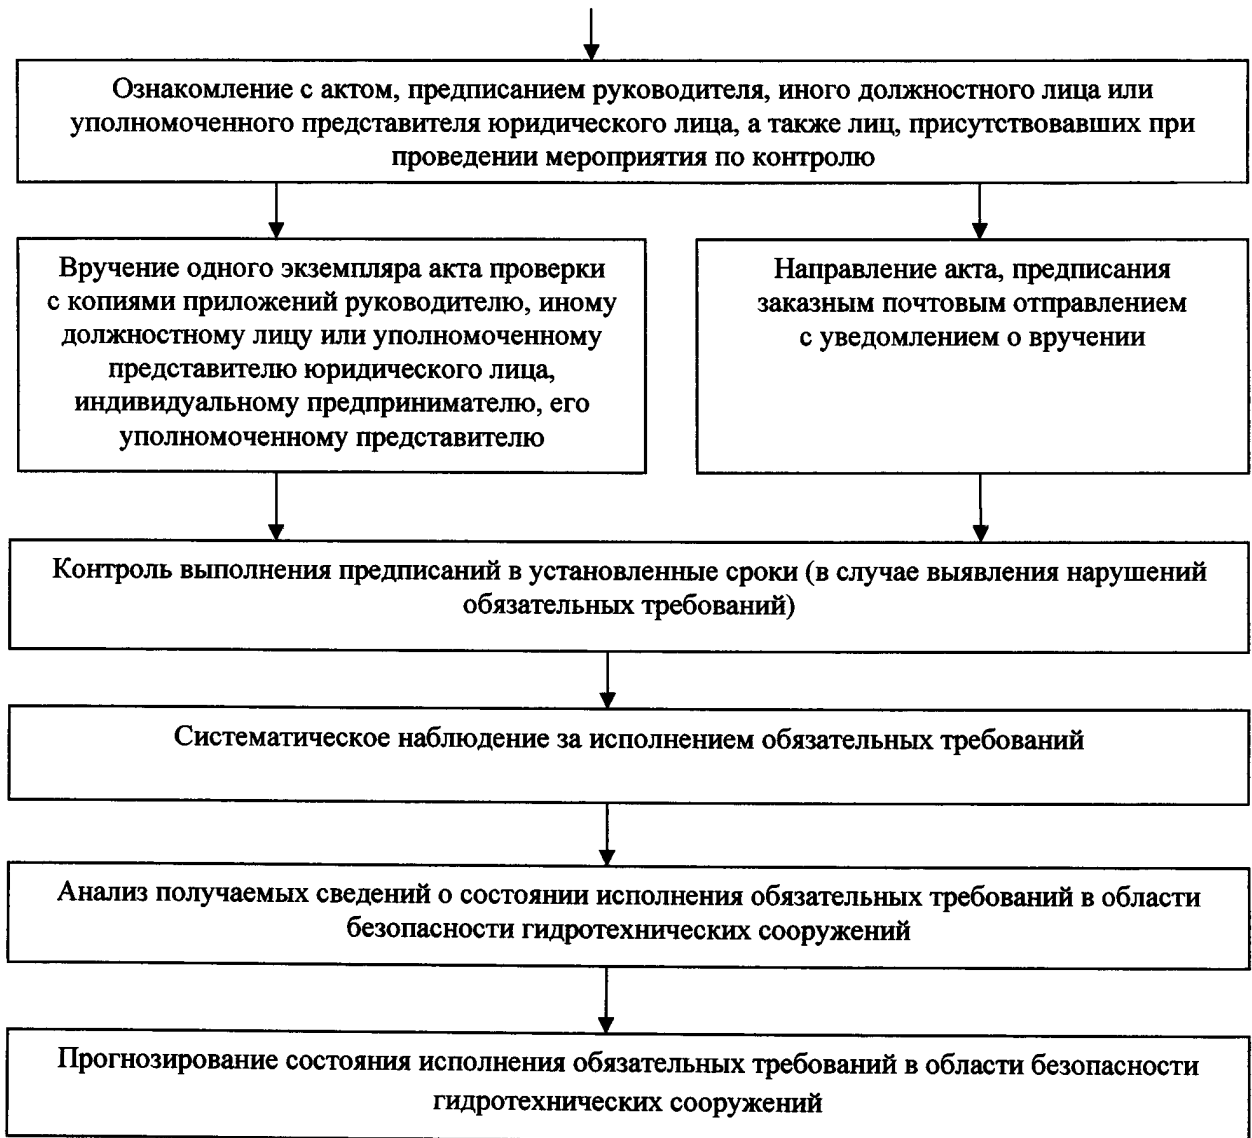 Ознакомление с актом, предписанием руководителя, иного должностного лица или
уполномоченного представителя юридического лица, а также лиц, присутствовавших при
проведении мероприятия по контролю
Вручение одного экземпляра акта проверки
с копиями приложений руководителю, иному
должностному лицу или уполномоченному
представителю юридического лица,
индивидуальному предпринимателю, его
уполномоченному представителю
Направление акта, предписания
заказным почтовым отправлением
с уведомлением о вручении
Контроль выполнения предписаний в установленные сроки (в случае выявления нарушений
обязательных требований)
Систематическое наблюдение за исполнением обязательных требований
Анализ получаемых сведений о состоянии исполнения обязательных требований в области
безопасности гидротехнических сооружений
Прогнозирование состояния исполнения обязательных требований в области безопасности
гидротехнических сооружений